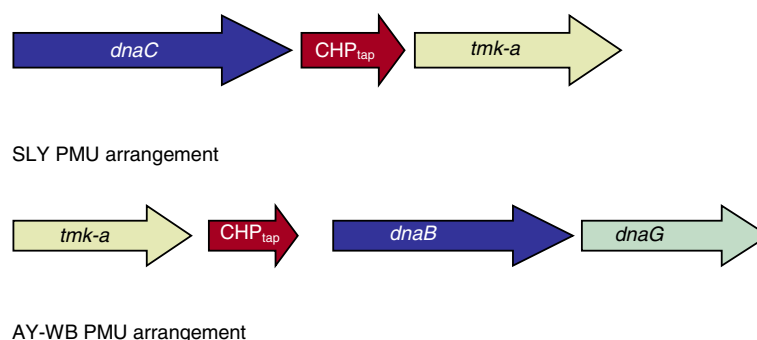 dnaC CHPtap tmk-a
SLY PMU arrangement
tmk-a CHPtap dnaB dnaG
AY-WB PMU arrangement